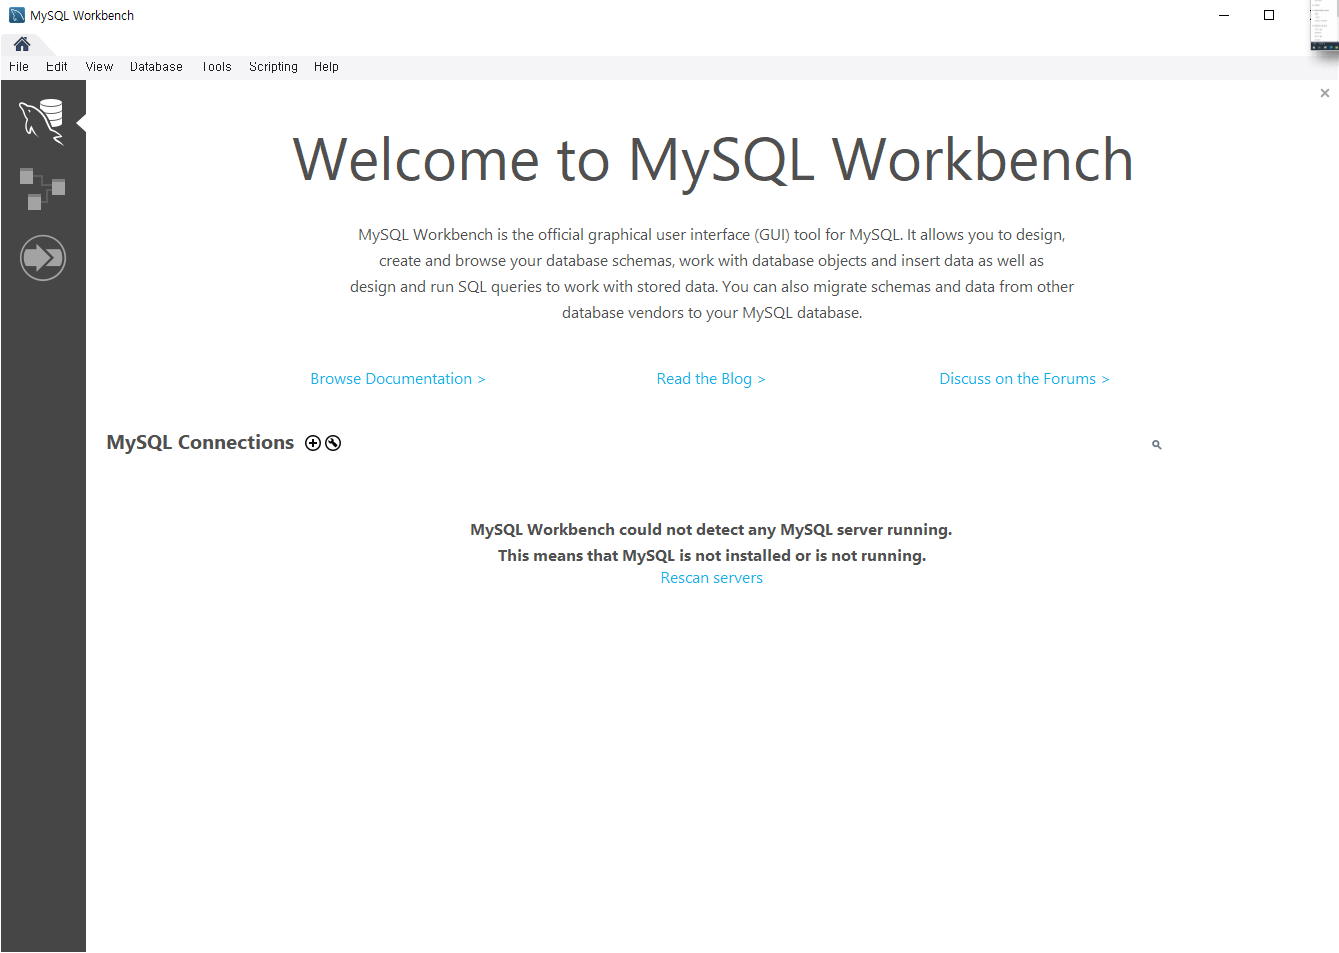 MySQL Workbench
File Edit View Database Tools Scripting Help
Welcome to MySQL Workbench
MySQL Workbench is the official graphical user interface (GUI) tool for MySQL. It allows you to design,
create and browse your database schemas, work with database objects and insert data as well as
design and run SQL queries to work with stored data. You can also migrate schemas and data from other
database vendors to your MySQL database.
Browse Documentation > Read the Blog > Discuss on the Forums >
MySQL Connections
MySQL Workbench could not detect any MySQL server running.
This means that MySQL is not installed or is not running.
Rescan servers